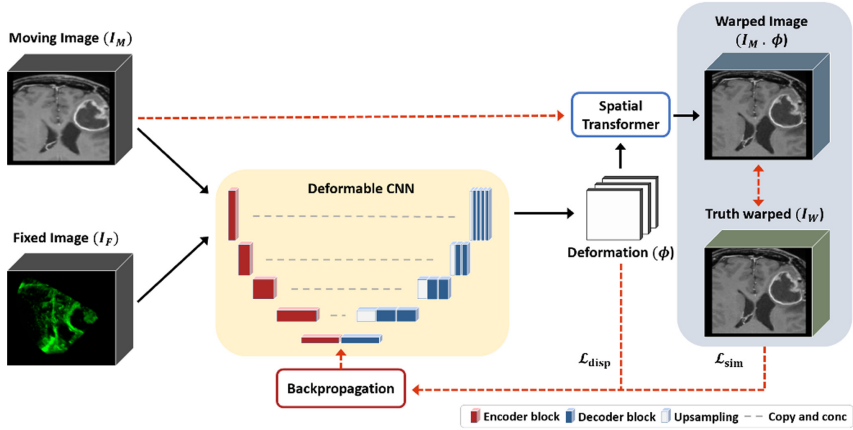 Moving Image (I_M)
Warped Image
(I_M . ϕ)
Spatial
Transformer
Deformable CNN
Fixed Image (I_F)
Deformation (ϕ)
Truth warped (I_W)
ℒ_disp
ℒ_sim
Backpropagation
Encoder block Decoder block Upsampling Copy and conc